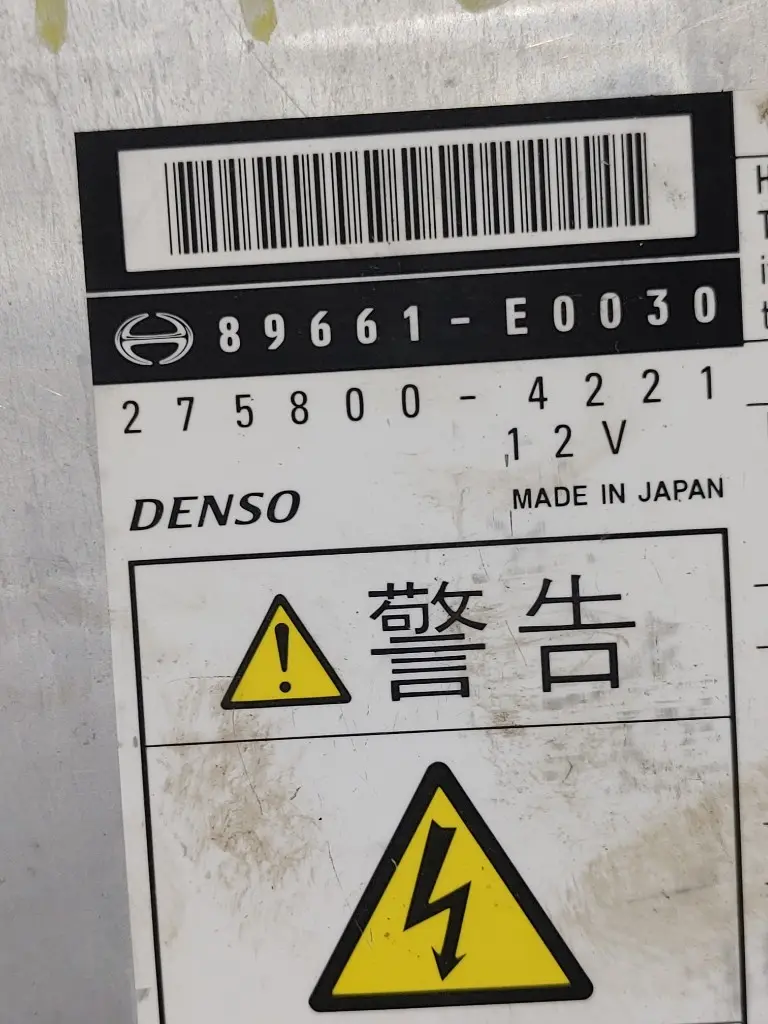 89661-E0030
275800-4221
12V
DENSO
MADE IN JAPAN
警告